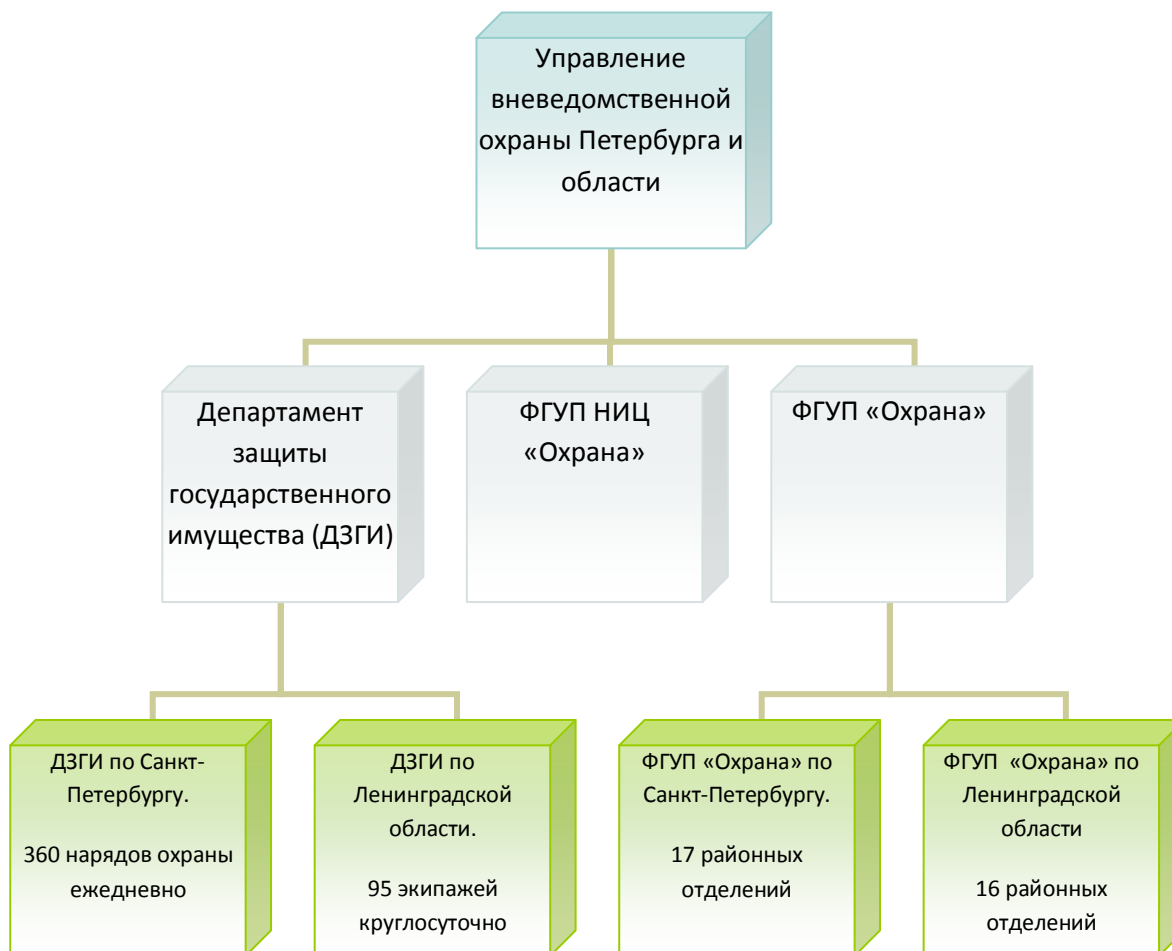 Управление
вневедомственной
охраны Петербурга и
области
Департамент
защиты
государственного
имущества (ДЗГИ)
ФГУП НИЦ
«Охрана»
ФГУП «Охрана»
ДЗГИ по Санкт-
Петербургу.
360 нарядов охраны
ежедневно
ДЗГИ по
Ленинградской
области.
95 экипажей
круглосуточно
ФГУП «Охрана» по
Санкт-Петербургу.
17 районных
отделений
ФГУП «Охрана» по
Ленинградской
области
16 районных
отделений